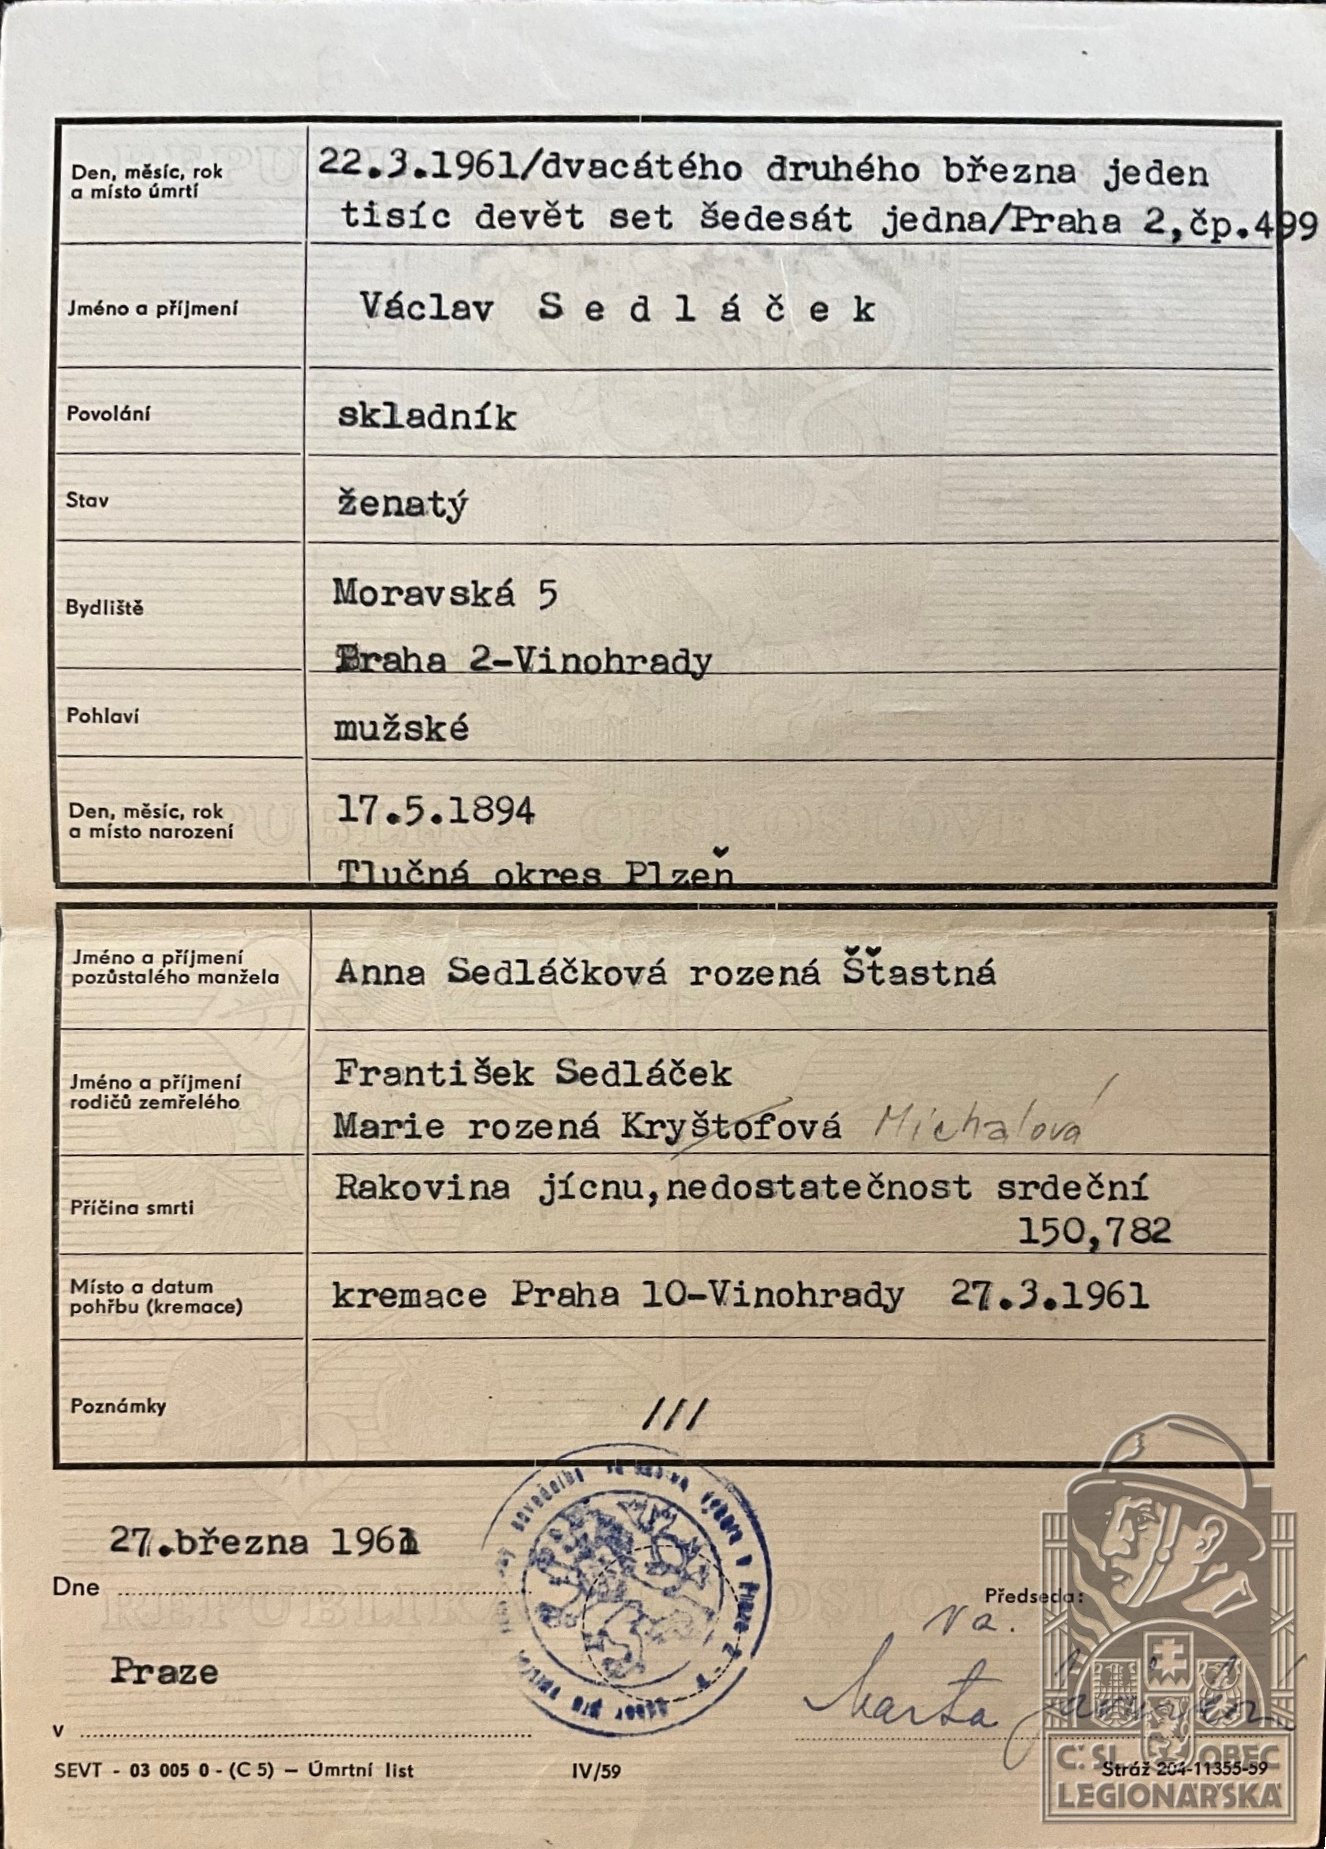 Den, měsíc, rok
a místo úmrtí
22.3.1961/dvacátého druhého března jeden
tisíc devět set šedesát jedna/Praha 2,čp.499
Jméno a příjmení
Václav S e d l á č e k
Povolání
skladník
Stav
ženatý
Bydliště
Moravská 5
Praha 2-Vinohrady
Pohlaví
mužské
Den, měsíc, rok
a místo narození
17.5.1894
Tlučná okres Plzeň
Jméno a příjmení
pozůstalého manžela
Anna Sedláčková rozená Šťastná
Jméno a příjmení
rodičů zemřelého
František Sedláček
Marie rozená Kryštofová Michalová
Příčina smrti
Rakovina jícnu,nedostatečnost srdeční
150,782
Místo a datum
pohřbu (kremace)
kremace Praha 10-Vinohrady 27.3.1961
Poznámky
///
27.března 1961
Dne
Předseda:
va.
Praze
Marta
v
SEVT - 03 005 0 - (C 5) — Úmrtní list
IV/59
Stráž 204-11355-59
ČSL. OBEC
LEGIONÁŘSKÁ